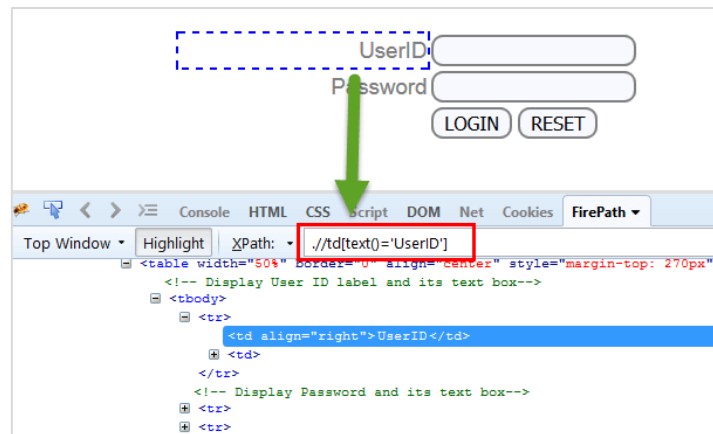 UserID
Password
LOGIN RESET
Console HTML CSS Script DOM Net Cookies FirePath
Top Window Highlight XPath: .//td[text()='UserID']
<table width="50%" border="0" align="center" style="margin-top: 270px"
<!-- Display User ID label and its text box-->
<tbody>
<tr>
<td align="right">UserID</td>
<td>
</tr>
<!-- Display Password and its text box-->
<tr>
<tr>